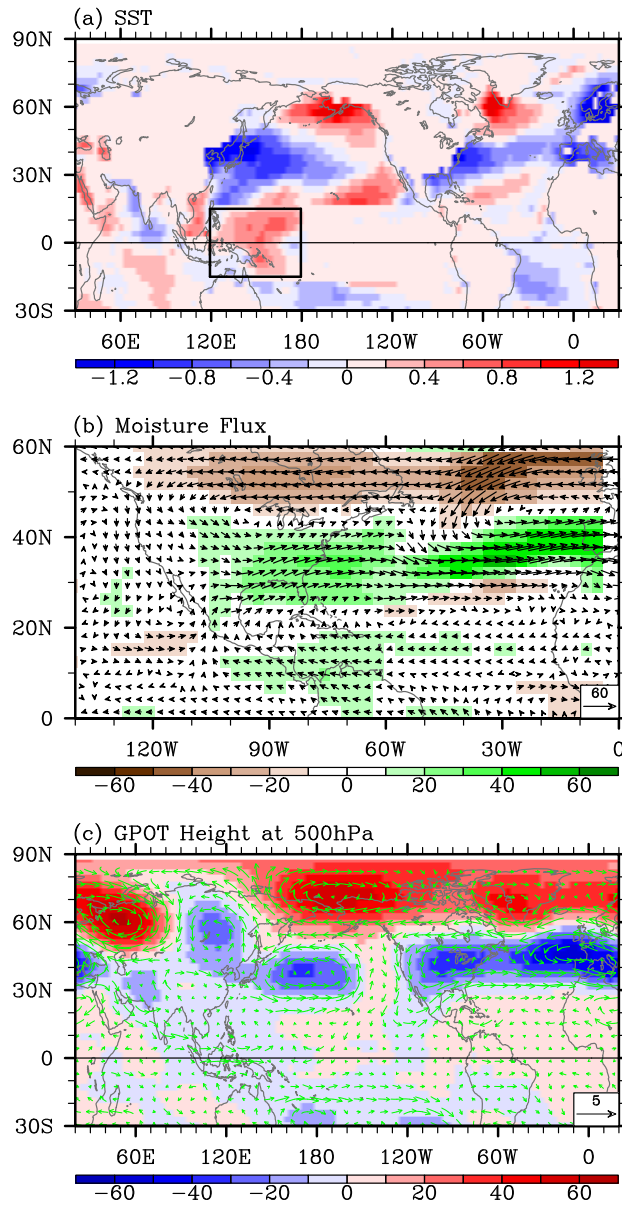 (a) SST
90N
60N
30N
0
30S
60E 120E 180 120W 60W 0
−1.2 −0.8 −0.4 0 0.4 0.8 1.2
(b) Moisture Flux
60N
40N
20N
0
60
120W 90W 60W 30W 0
−60 −40 −20 0 20 40 60
(c) GPOT Height at 500hPa
90N
60N
30N
0
30S
5
60E 120E 180 120W 60W 0
−60 −40 −20 0 20 40 60